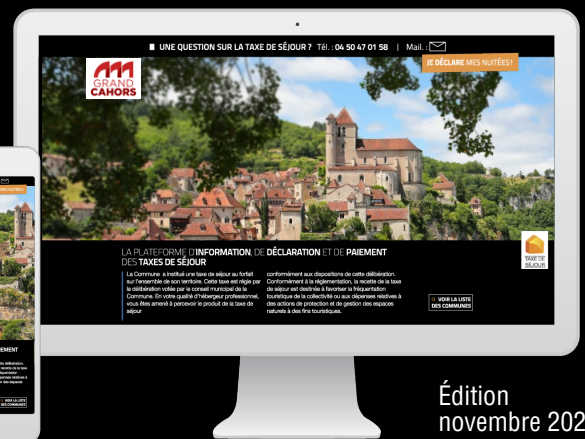 ■ UNE QUESTION SUR LA TAXE DE SÉJOUR ? Tél. : 04 50 47 01 58 | Mail. :
JE DÉCLARE MES NUITÉES !
GRAND
CAHORS
LA PLATEFORME D'INFORMATION, DE DÉCLARATION ET DE PAIEMENT
DES TAXES DE SÉJOUR
La Commune a institué une taxe de séjour au forfait
sur l'ensemble de son territoire. Cette taxe est régie par
la délibération votée par le conseil municipal de la
Commune. En votre qualité d'hébergeur professionnel,
vous êtes amené à percevoir le produit de la taxe de
séjour
conformément aux dispositions de cette délibération.
Conformément à la réglementation, la recette de la taxe
de séjour est destinée à favoriser la fréquentation
touristique de la collectivité ou aux dépenses relatives à
des actions de protection et de gestion des espaces
naturels à des fins touristiques.
TAXE DE
SÉJOUR
VOIR LA LISTE
DES COMMUNES
VOIR LA LISTE
DES COMMUNES
Édition
novembre 202